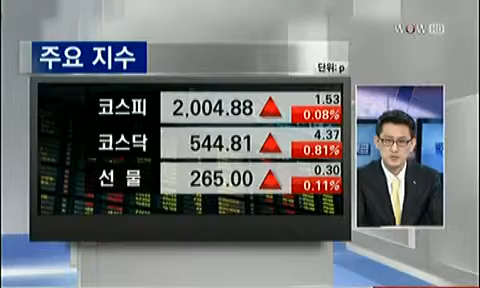 WOW HD
주요 지수
단위: p
코스피 2,004.88 ▲ 1.53 0.08%
코스닥 544.81 ▲ 4.37 0.81%
선물 265.00 ▲ 0.30 0.11%